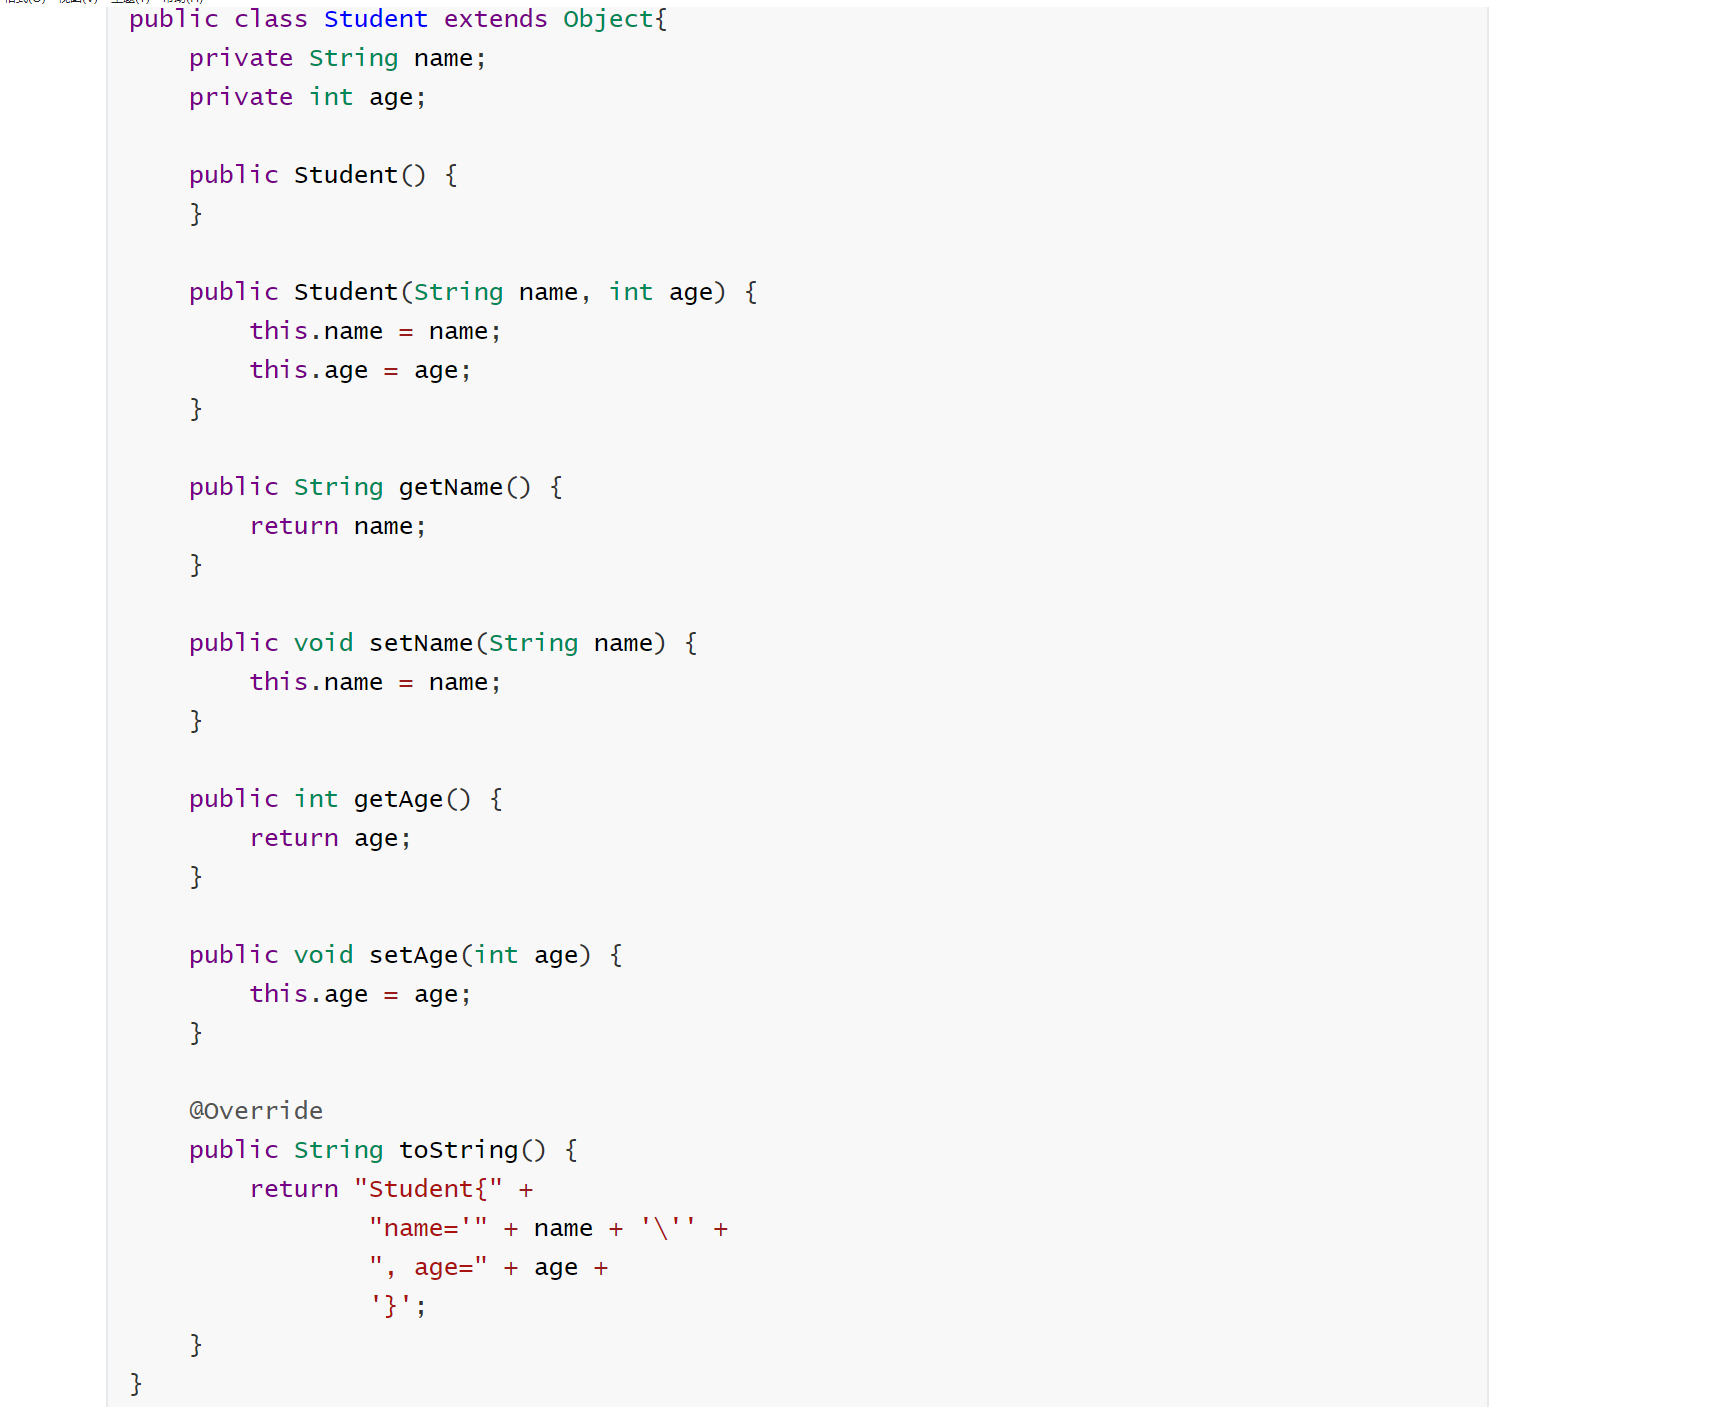 public class Student extends Object{
    private String name;
    private int age;

    public Student() {
    }

    public Student(String name, int age) {
        this.name = name;
        this.age = age;
    }

    public String getName() {
        return name;
    }

    public void setName(String name) {
        this.name = name;
    }

    public int getAge() {
        return age;
    }

    public void setAge(int age) {
        this.age = age;
    }

    @Override
    public String toString() {
        return "Student{" +
                "name='" + name + '\'' +
                ", age=" + age +
                '}';
    }
}